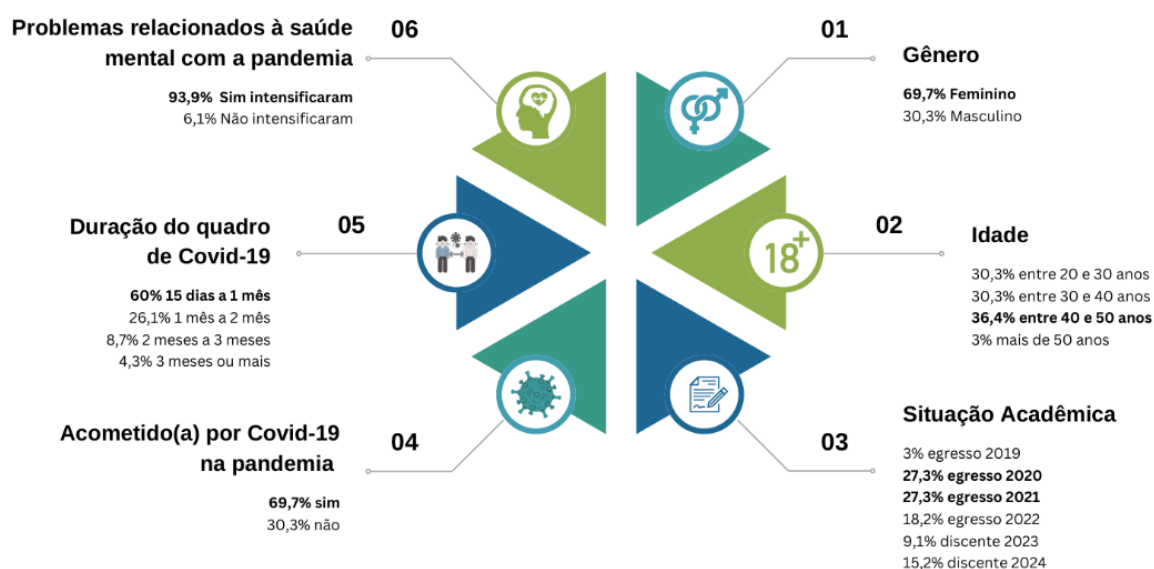 01
Gênero
69,7% Feminino
30,3% Masculino
02
18+
Idade
30,3% entre 20 e 30 anos
30,3% entre 30 e 40 anos
36,4% entre 40 e 50 anos
3% mais de 50 anos
03
Situação Acadêmica
3% egresso 2019
27,3% egresso 2020
27,3% egresso 2021
18,2% egresso 2022
9,1% discente 2023
15,2% discente 2024
04
Acometido(a) por Covid-19
na pandemia
69,7% sim
30,3% não
05
Duração do quadro
de Covid-19
60% 15 dias a 1 mês
26,1% 1 mês a 2 mês
8,7% 2 meses a 3 meses
4,3% 3 meses ou mais
06
Problemas relacionados à saúde
mental com a pandemia
93,9% Sim intensificaram
6,1% Não intensificaram